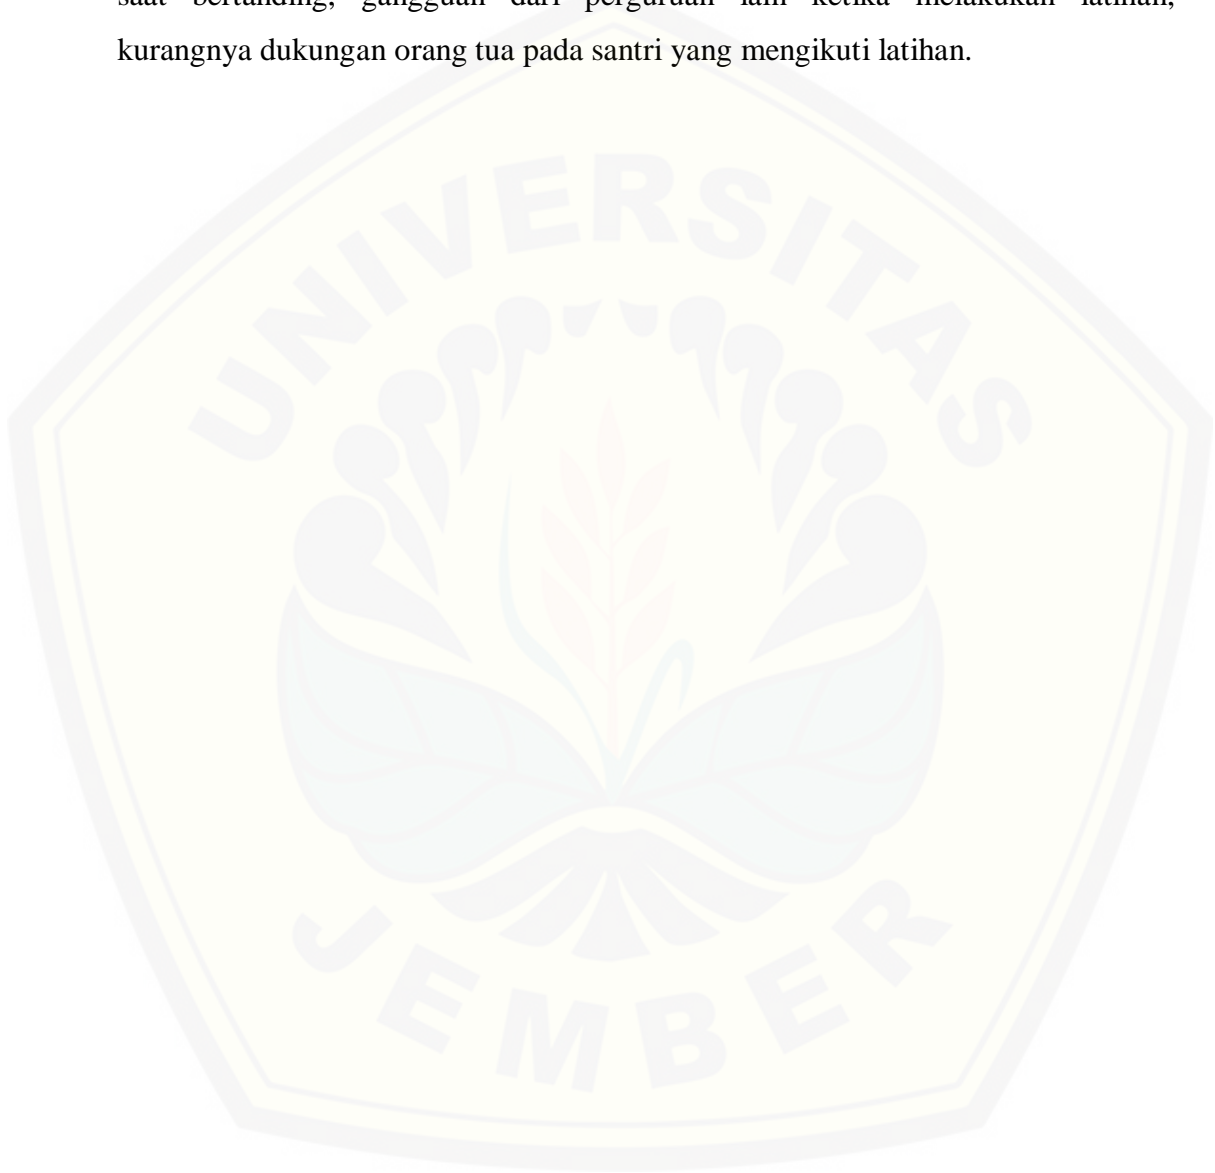 saat bertanding, gangguan dari perguruan lain ketika melakukan latihan,
kurangnya dukungan orang tua pada santri yang mengikuti latihan.
UNIVERSITAS
JEMBER